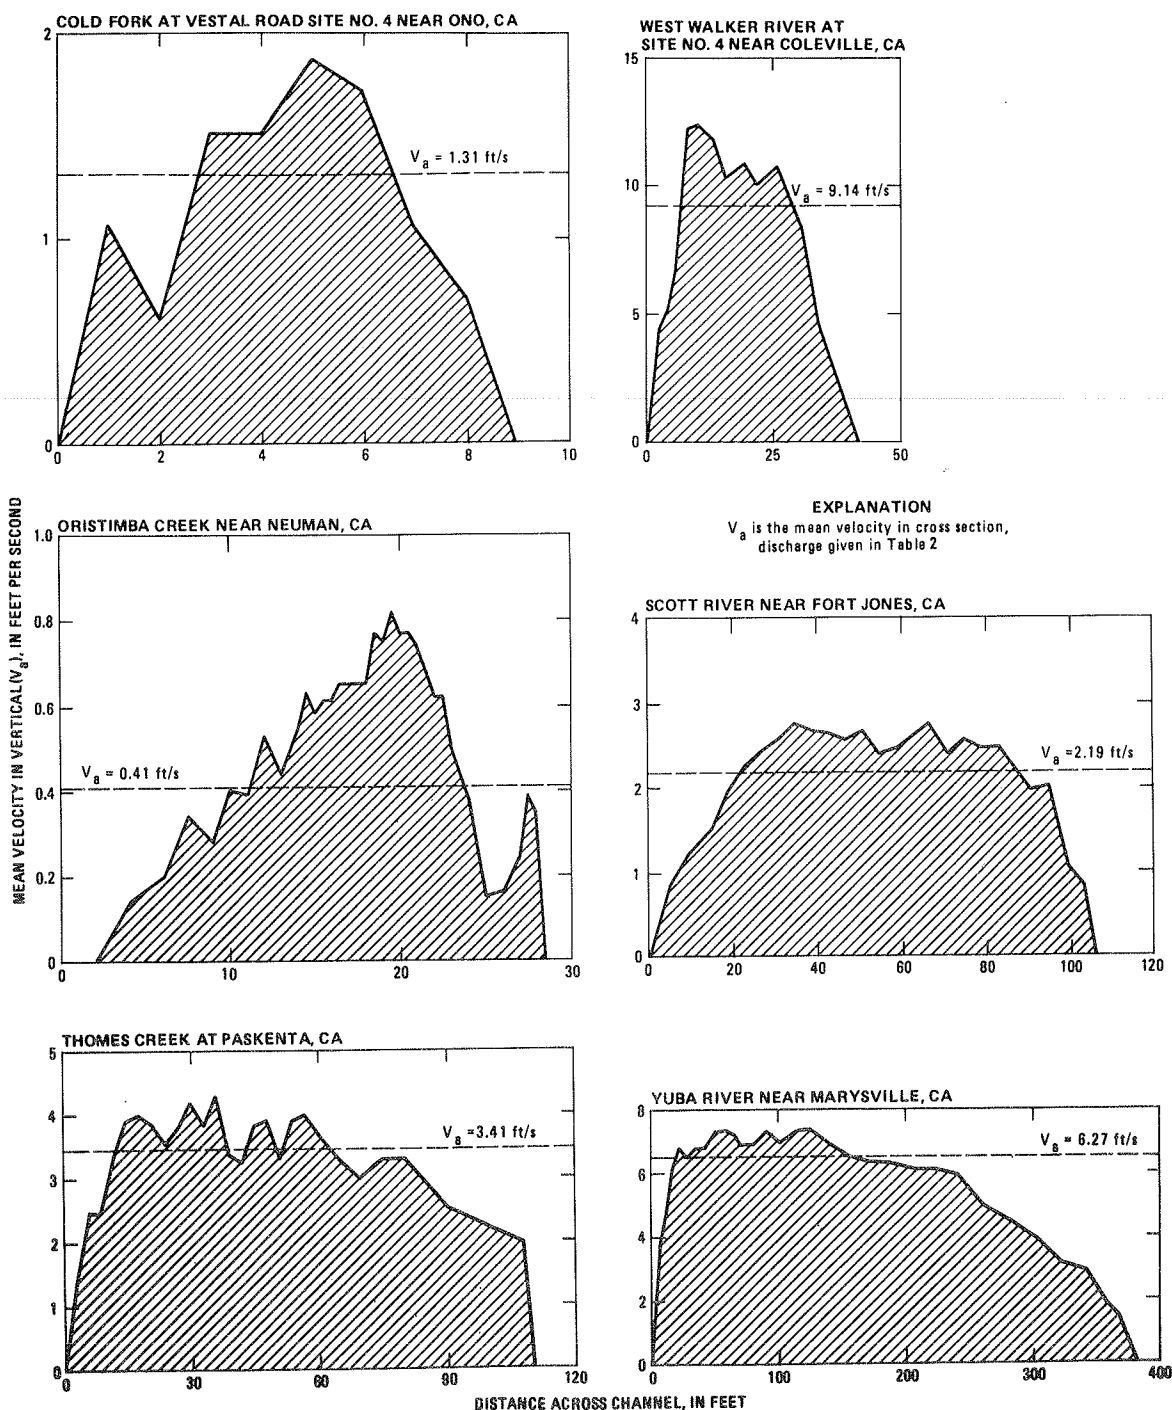 COLD FORK AT VESTAL ROAD SITE NO. 4 NEAR ONO, CA
2
1
0
V_a = 1.31 ft/s
0 2 4 6 8 10
WEST WALKER RIVER AT
SITE NO. 4 NEAR COLEVILLE, CA
15
10
5
0
V_a = 9.14 ft/s
0 25 50
MEAN VELOCITY IN VERTICAL (V_a), IN FEET PER SECOND
ORISTIMBA CREEK NEAR NEUMAN, CA
1.0
0.8
0.6
0.4
0.2
0
V_a = 0.41 ft/s
0 10 20 30
EXPLANATION
V_a is the mean velocity in cross section,
discharge given in Table 2
SCOTT RIVER NEAR FORT JONES, CA
4
3
2
1
0
V_a =2.19 ft/s
0 20 40 60 80 100 120
THOMES CREEK AT PASKENTA, CA
5
4
3
2
1
0
V_a =3.41 ft/s
0 30 60 90 120
YUBA RIVER NEAR MARYSVILLE, CA
8
6
4
2
0
V_a = 6.27 ft/s
0 100 200 300 400
DISTANCE ACROSS CHANNEL, IN FEET